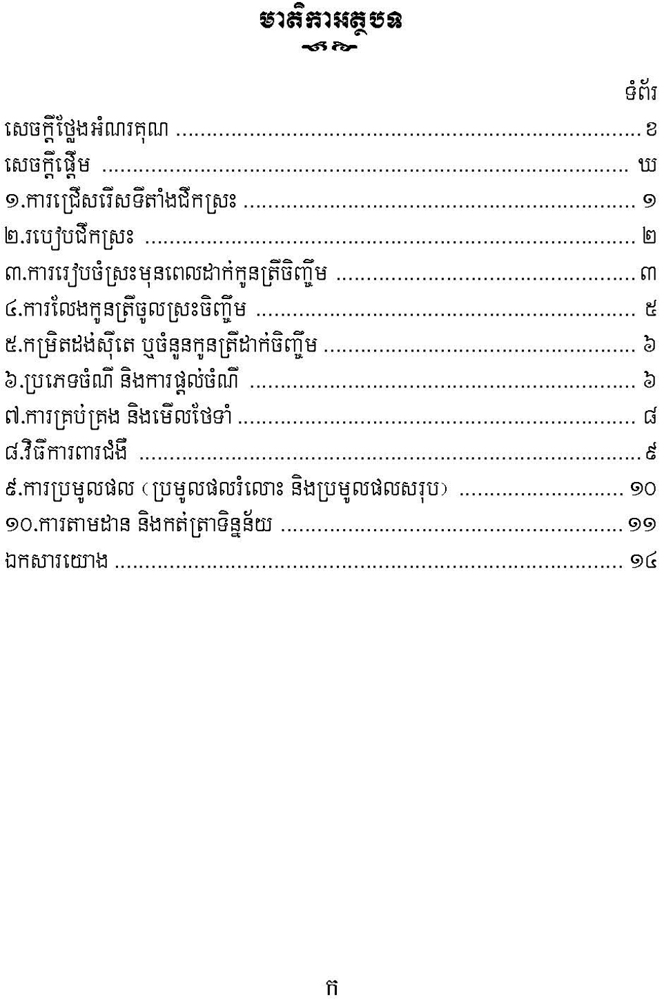 មាតិកាអត្ថបទ
ទំព័រ
សេចក្តីថ្លែងអំណរគុណ ........................................................................ ខ
សេចក្តីផ្តើម ........................................................................ ឃ
១.ការជ្រើសរើសទីតាំងជីកស្រះ ........................................................................ ១
២.របៀបជីកស្រះ ........................................................................ ២
៣.ការរៀបចំស្រះមុនពេលដាក់កូនត្រីចិញ្ចឹម ........................................................................ ៣
៤.ការលែងកូនត្រីចូលស្រះចិញ្ចឹម ........................................................................ ៥
៥.កម្រិតដង់ស៊ីតេ ឬចំនួនកូនត្រីដាក់ចិញ្ចឹម ........................................................................ ៦
៦.ប្រភេទចំណី និងការផ្តល់ចំណី ........................................................................ ៦
៧.ការគ្រប់គ្រង និងមើលថែទាំ ........................................................................ ៨
៨.វិធីការពារជំងឺ ........................................................................ ៩
៩.ការប្រមូលផល (ប្រមូលផលរំលោះ និងប្រមូលផលសរុប) ........................................................................ ១០
១០.ការតាមដាន និងកត់ត្រាទិន្នន័យ ........................................................................ ១១
ឯកសារយោង ........................................................................ ១៤
ក